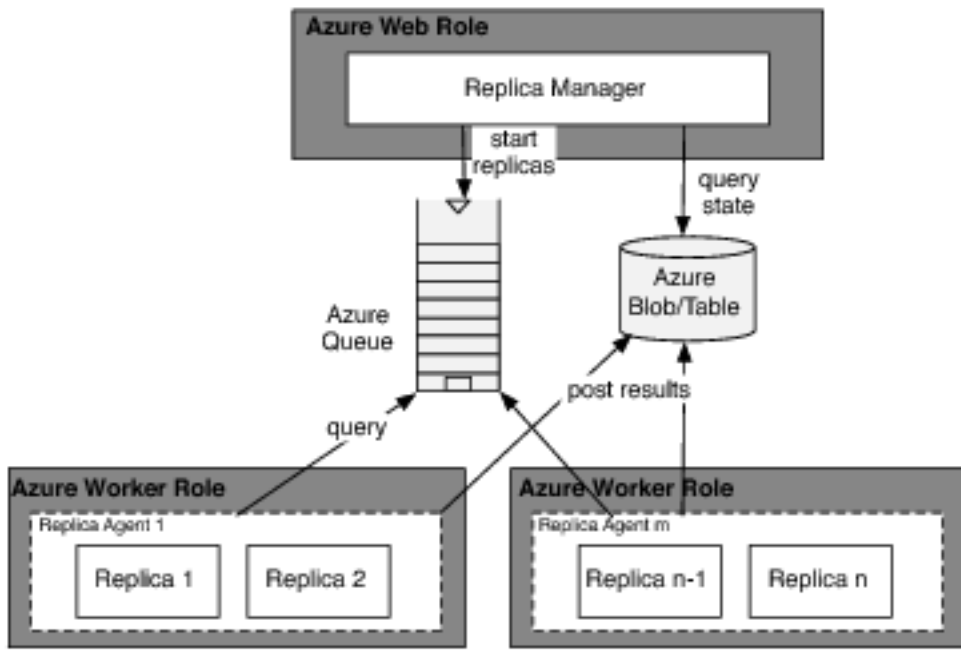 Azure Web Role
Replica Manager
start
replicas
query
state
Azure
Blob/Table
Azure
Queue
post results
query
Azure Worker Role
Replica Agent 1
Replica 1
Replica 2
Azure Worker Role
Replica Agent m
Replica n-1
Replica n